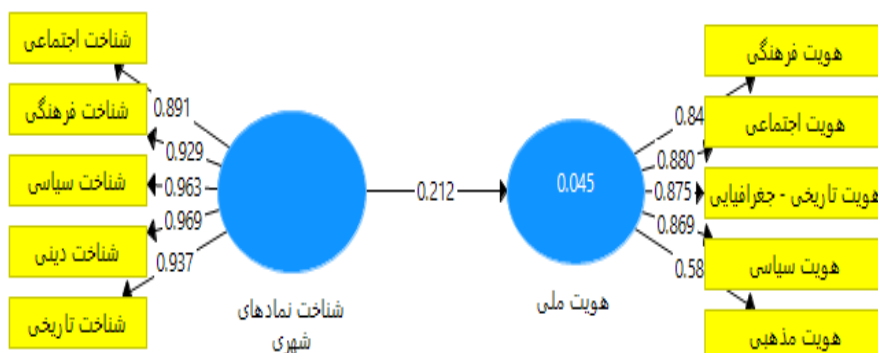 شناخت اجتماعی
شناخت فرهنگی
شناخت سیاسی
شناخت دینی
شناخت تاریخی
0.891
0.929
0.963
0.969
0.937
شناخت نمادهای
شهری
0.212
0.045
هویت ملی
0.84
0.880
0.875
0.869
0.58
هویت فرهنگی
هویت اجتماعی
هویت تاریخی - جغرافیایی
هویت سیاسی
هویت مذهبی